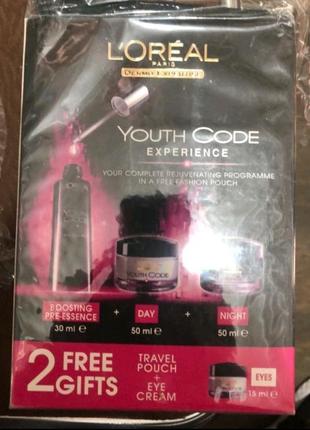 L'ORÉAL
PARIS
YOUTH CODE
EXPERIENCE
YOUR COMPLETE REJUVENATING PROGRAMME
IN A FREE FASHION POUCH
YOUTH CODE
BOOSTING
PRE-ESSENCE + DAY + NIGHT
30 ml ℮ 50 ml ℮ 50 ml ℮
2 FREE
GIFTS
TRAVEL
POUCH
+
EYE
CREAM
EYES
15 ml ℮